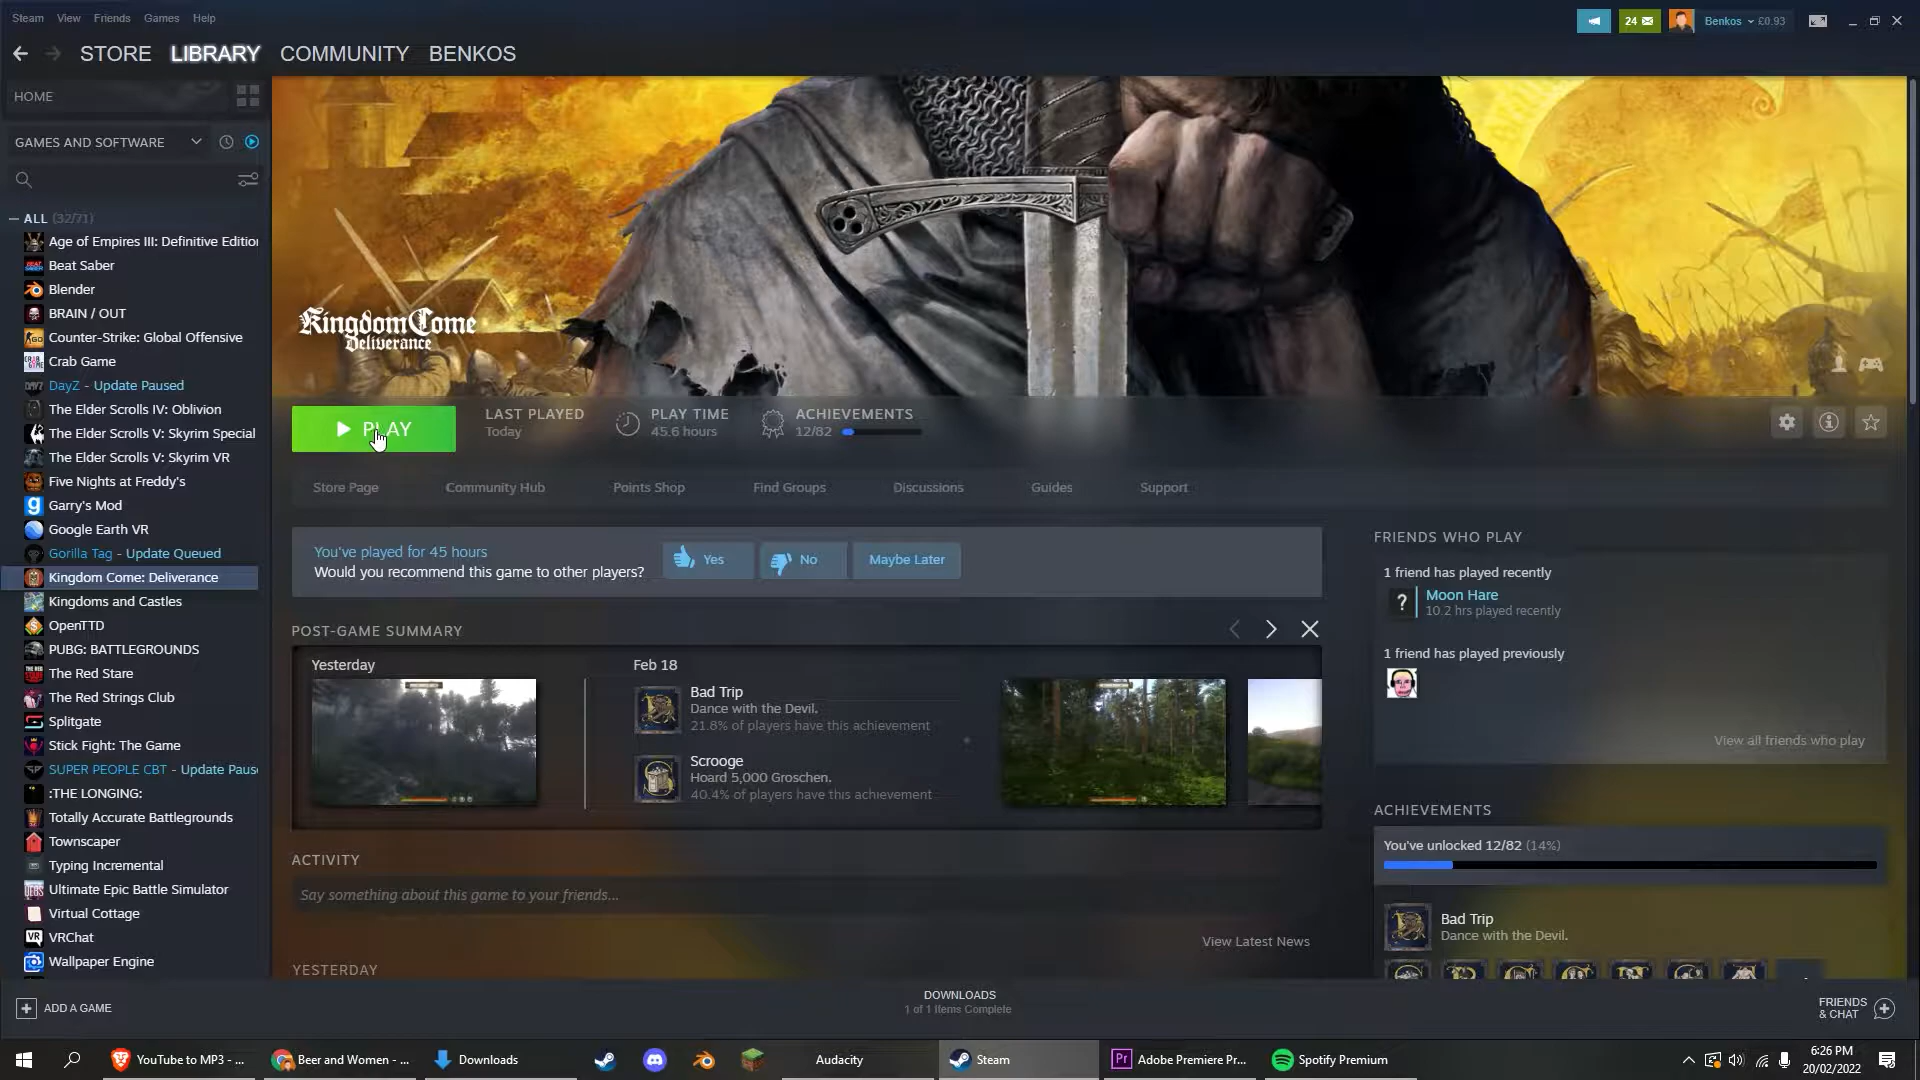 Steam View Friends Games Help
24
Benkos £0.93
STORE LIBRARY COMMUNITY BENKOS
HOME
GAMES AND SOFTWARE
ALL (32/71)
Age of Empires III: Definitive Editio
Beat Saber
Blender
BRAIN / OUT
Counter-Strike: Global Offensive
Crab Game
DayZ - Update Paused
The Elder Scrolls IV: Oblivion
The Elder Scrolls V: Skyrim Special
The Elder Scrolls V: Skyrim VR
Five Nights at Freddy's
Garry's Mod
Google Earth VR
Gorilla Tag - Update Queued
Kingdom Come: Deliverance
Kingdoms and Castles
OpenTTD
PUBG: BATTLEGROUNDS
The Red Stare
The Red Strings Club
Splitgate
Stick Fight: The Game
SUPER PEOPLE CBT - Update Paus
:THE LONGING:
Totally Accurate Battlegrounds
Townscaper
Typing Incremental
Ultimate Epic Battle Simulator
Virtual Cottage
VRChat
Wallpaper Engine
Kingdom Come
Deliverance
PLAY
LAST PLAYED
Today
PLAY TIME
45.6 hours
ACHIEVEMENTS
12/82
Store Page Community Hub Points Shop Find Groups Discussions Guides Support
You've played for 45 hours
Would you recommend this game to other players?
Yes No Maybe Later
POST-GAME SUMMARY
Yesterday
Feb 18
Bad Trip
Dance with the Devil.
21.8% of players have this achievement
Scrooge
Hoard 5,000 Groschen.
40.4% of players have this achievement
ACTIVITY
Say something about this game to your friends...
View Latest News
YESTERDAY
FRIENDS WHO PLAY
1 friend has played recently
?
Moon Hare
10.2 hrs played recently
1 friend has played previously
View all friends who play
ACHIEVEMENTS
You've unlocked 12/82 (14%)
Bad Trip
Dance with the Devil.
ADD A GAME
DOWNLOADS
1 of 1 Items Complete
FRIENDS
& CHAT
YouTube to MP3 - ...
Beer and Women - ...
Downloads
Audacity
Steam
Pr Adobe Premiere Pr...
Spotify Premium
6:26 PM
20/02/2022